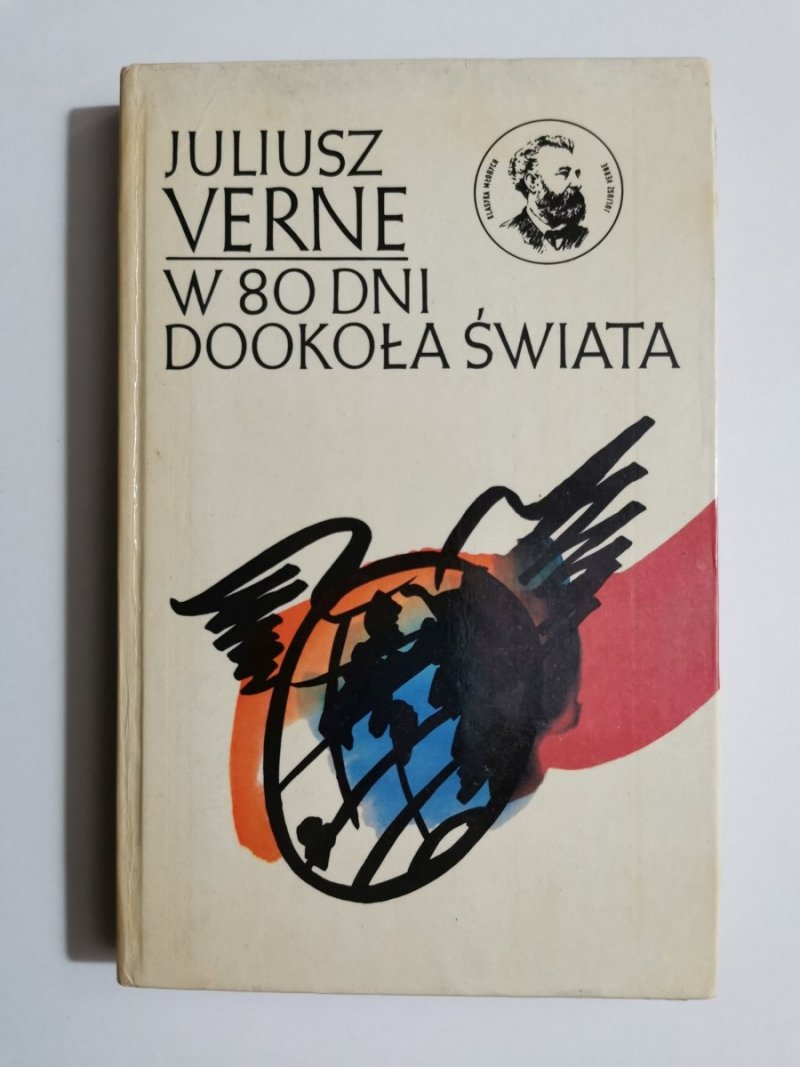 JULIUSZ
VERNE
W 80 DNI
DOOKOŁA ŚWIATA
KLASYKA MŁODYCH
JULIUSZ VERNE